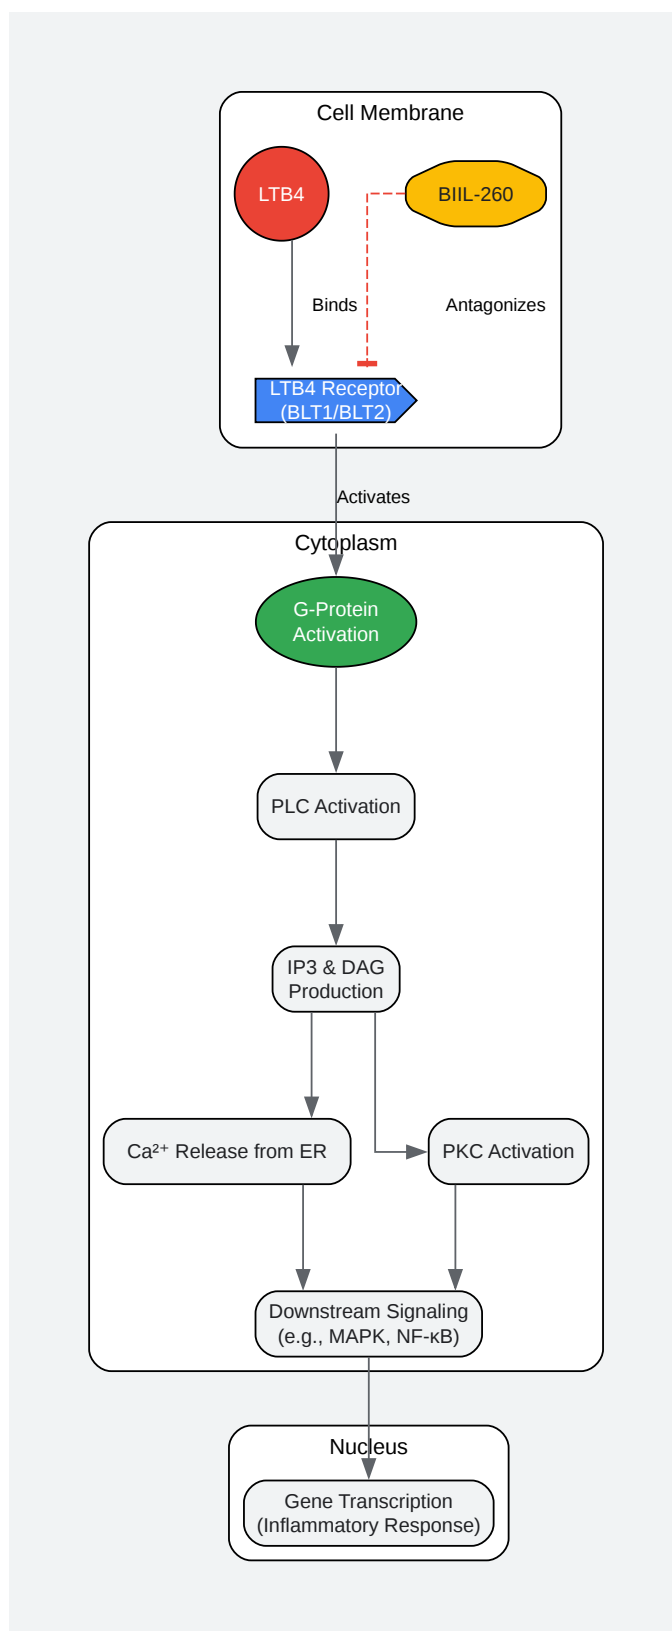 Cell Membrane
LTB4
BIIL-260
Binds
Antagonizes
LTB4 Receptor
(BLT1/BLT2)
Activates
Cytoplasm
G-Protein
Activation
PLC Activation
IP3 & DAG
Production
Ca²⁺ Release from ER
PKC Activation
Downstream Signaling
(e.g., MAPK, NF-κB)
Nucleus
Gene Transcription
(Inflammatory Response)